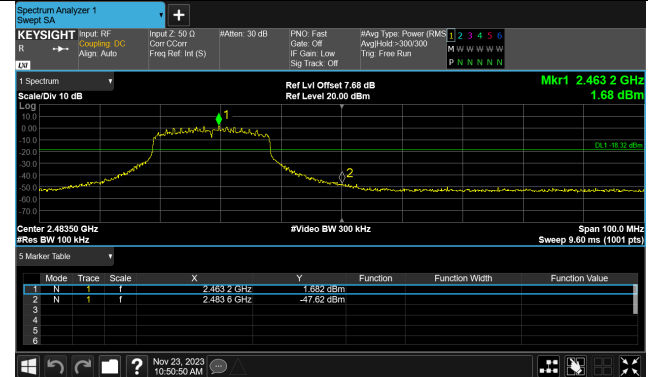 Spectrum Analyzer 1
Swept SA
+
KEYSIGHT Input: RF Input Z: 50 Ω #Atten: 30 dB PNO: Fast #Avg Type: Power (RMS 1 2 3 4 5 6
R Coupling: DC Corr CCorr Gate: Off Avg|Hold:>300/300 M W W W W W
Align: Auto Freq Ref: Int (S) IF Gain: Low Trig: Free Run
LXI Sig Track: Off P N N N N N
1 Spectrum Ref Lvl Offset 7.68 dB Mkr1 2.463 2 GHz
Scale/Div 10 dB Ref Level 20.00 dBm 1.68 dBm
Log
10.0
0.00
-10.0
-20.0
-30.0
-40.0
-50.0
-60.0
-70.0
1
DL1 -18.32 dBm
2
Center 2.48350 GHz #Video BW 300 kHz Span 100.0 MHz
#Res BW 100 kHz Sweep 9.60 ms (1001 pts)
5 Marker Table
Mode Trace Scale X Y Function Function Width Function Value
1 N 1 f 2.463 2 GHz 1.682 dBm
2 N 1 f 2.483 6 GHz -47.62 dBm
3
4
5
6
? Nov 23, 2023
10:50:50 AM